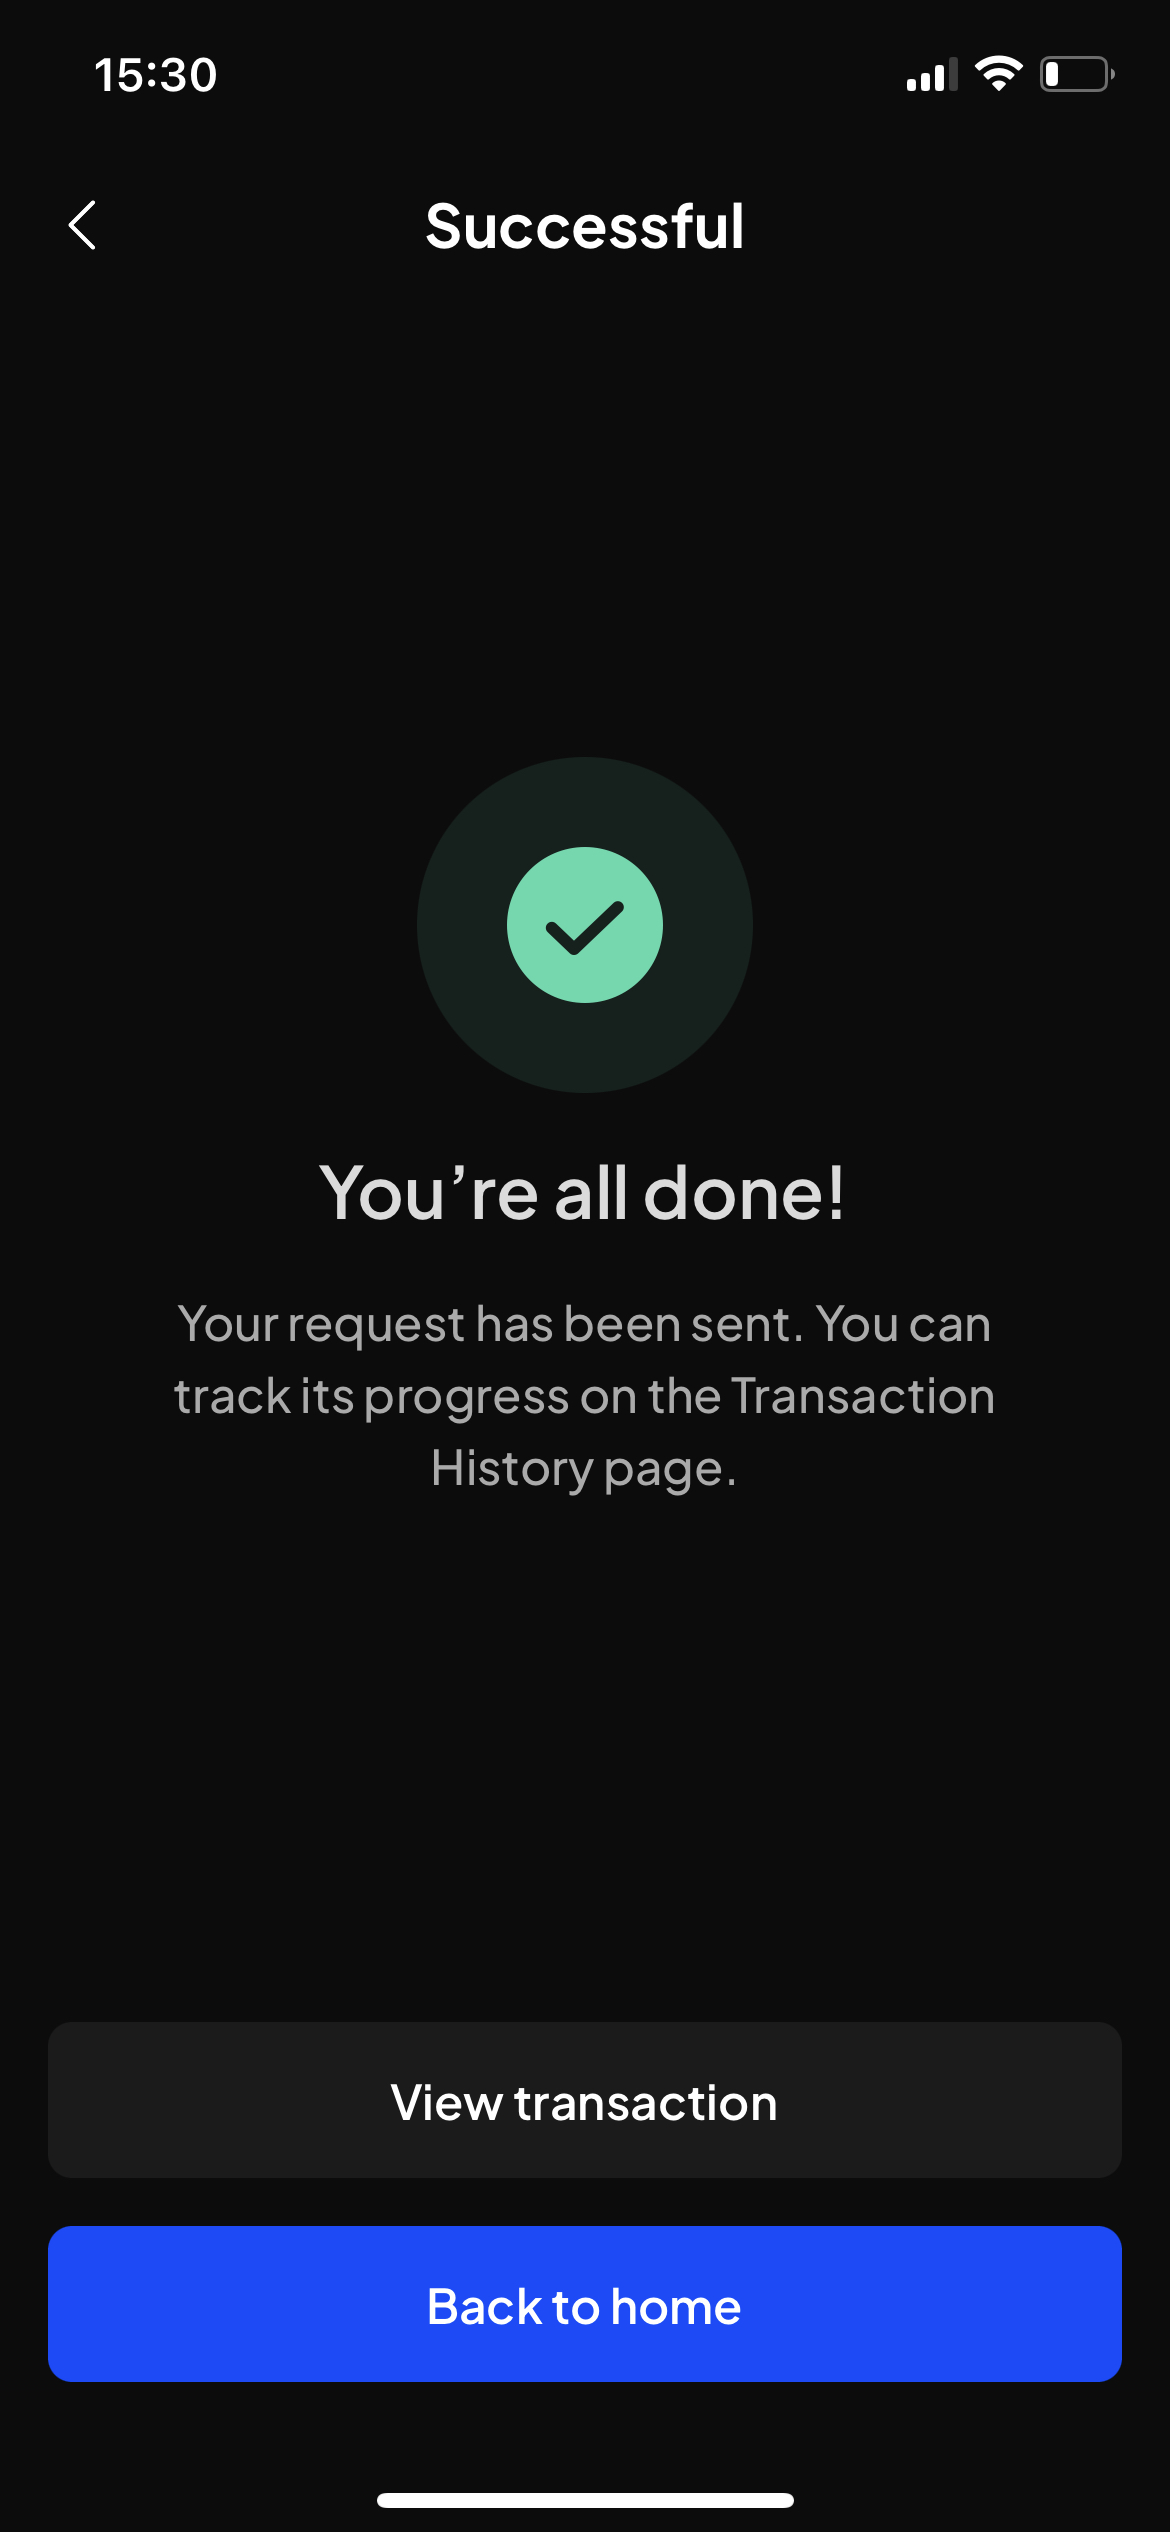 15:30
Successful
You’re all done!
Your request has been sent. You can
track its progress on the Transaction
History page.
View transaction
Back to home